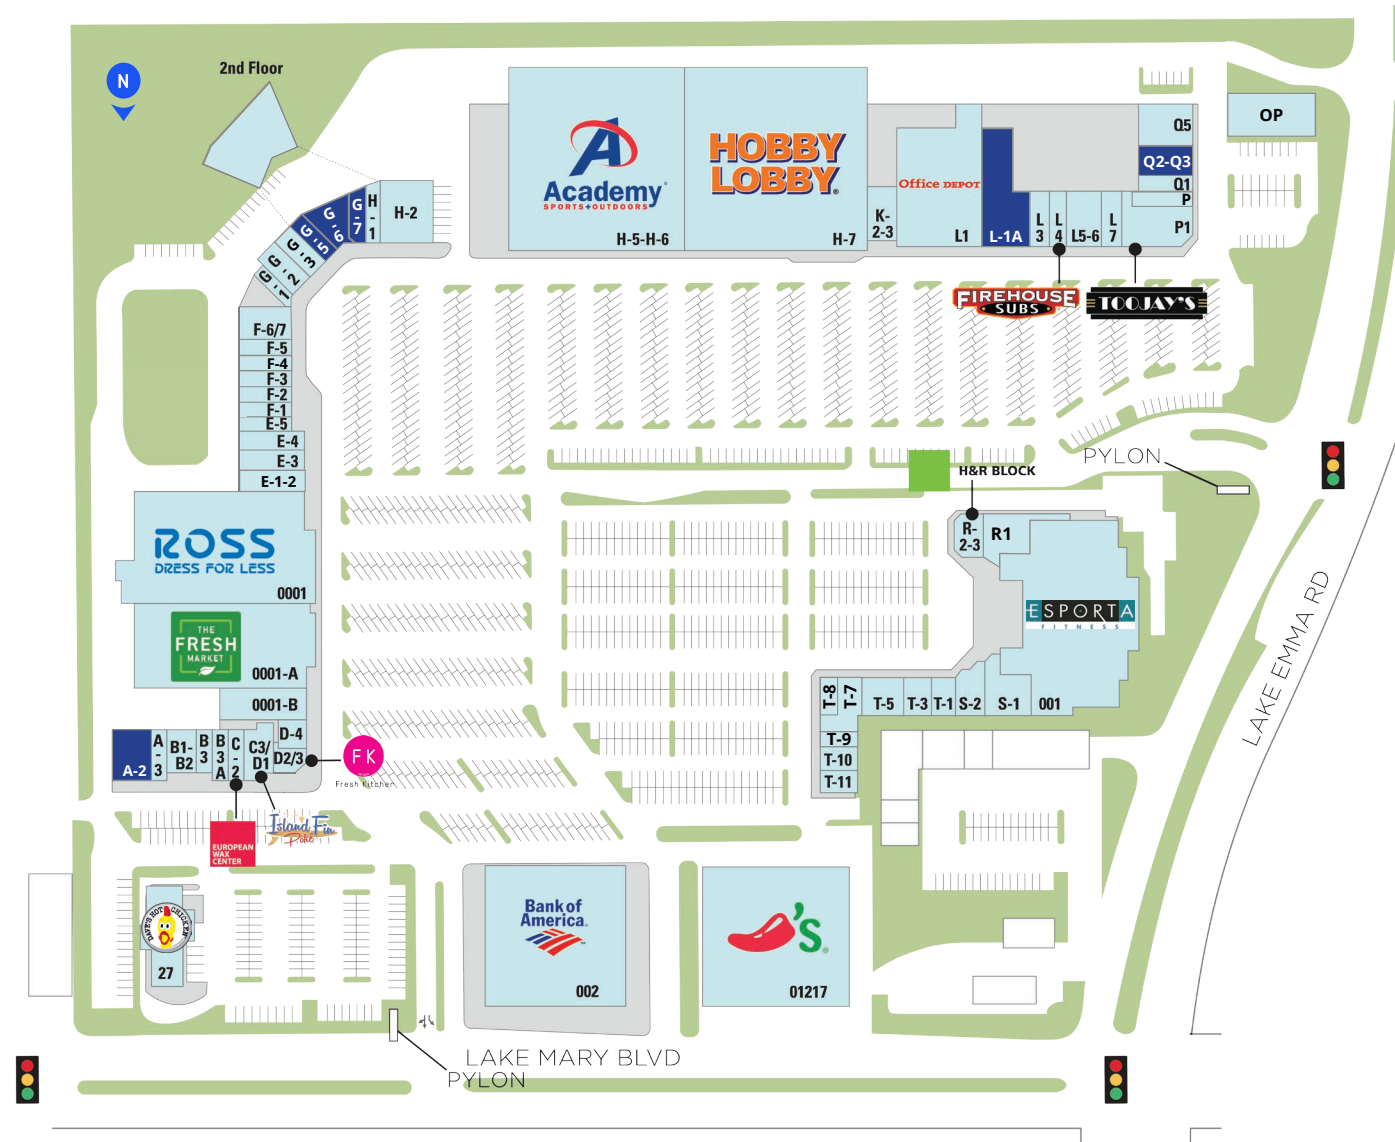 N
2nd Floor
Academy
SPORTS+OUTDOORS
H-5-H-6
HOBBY
LOBBY
H-7
K-
2-3
Office DEPOT
L1
L-1A
L
3
L
4
L5-6
L
7
Q5
Q2-Q3
Q1
P
P1
OP
FIREHOUSE
SUBS
TOOJAY'S
H-2
H
-
1
G
-
7
G
-
6
G
-
5
G
-
3
G
-
2
G
-
1
F-6/7
F-5
F-4
F-3
F-2
F-1
E-5
E-4
E-3
E-1-2
ROSS
DRESS FOR LESS
0001
THE
FRESH
MARKET
0001-A
0001-B
D-4
D2/3
C3/
D1
C
-
2
B
3
A
B
3
B1-
B2
A
-
3
A-2
FK
Fresh Kitchen
EUROPEAN
WAX
CENTER
Island Fin
Poké
PYLON
H&R BLOCK
R-
2-3
R1
ESPORTA
FITNESS
T-8
T-7
T-5
T-3
T-1
S-2
S-1
001
T-9
T-10
T-11
LAKE EMMA RD
DAVE'S HOT CHICKEN
27
Bank of
America
002
'S
01217
LAKE MARY BLVD
PYLON